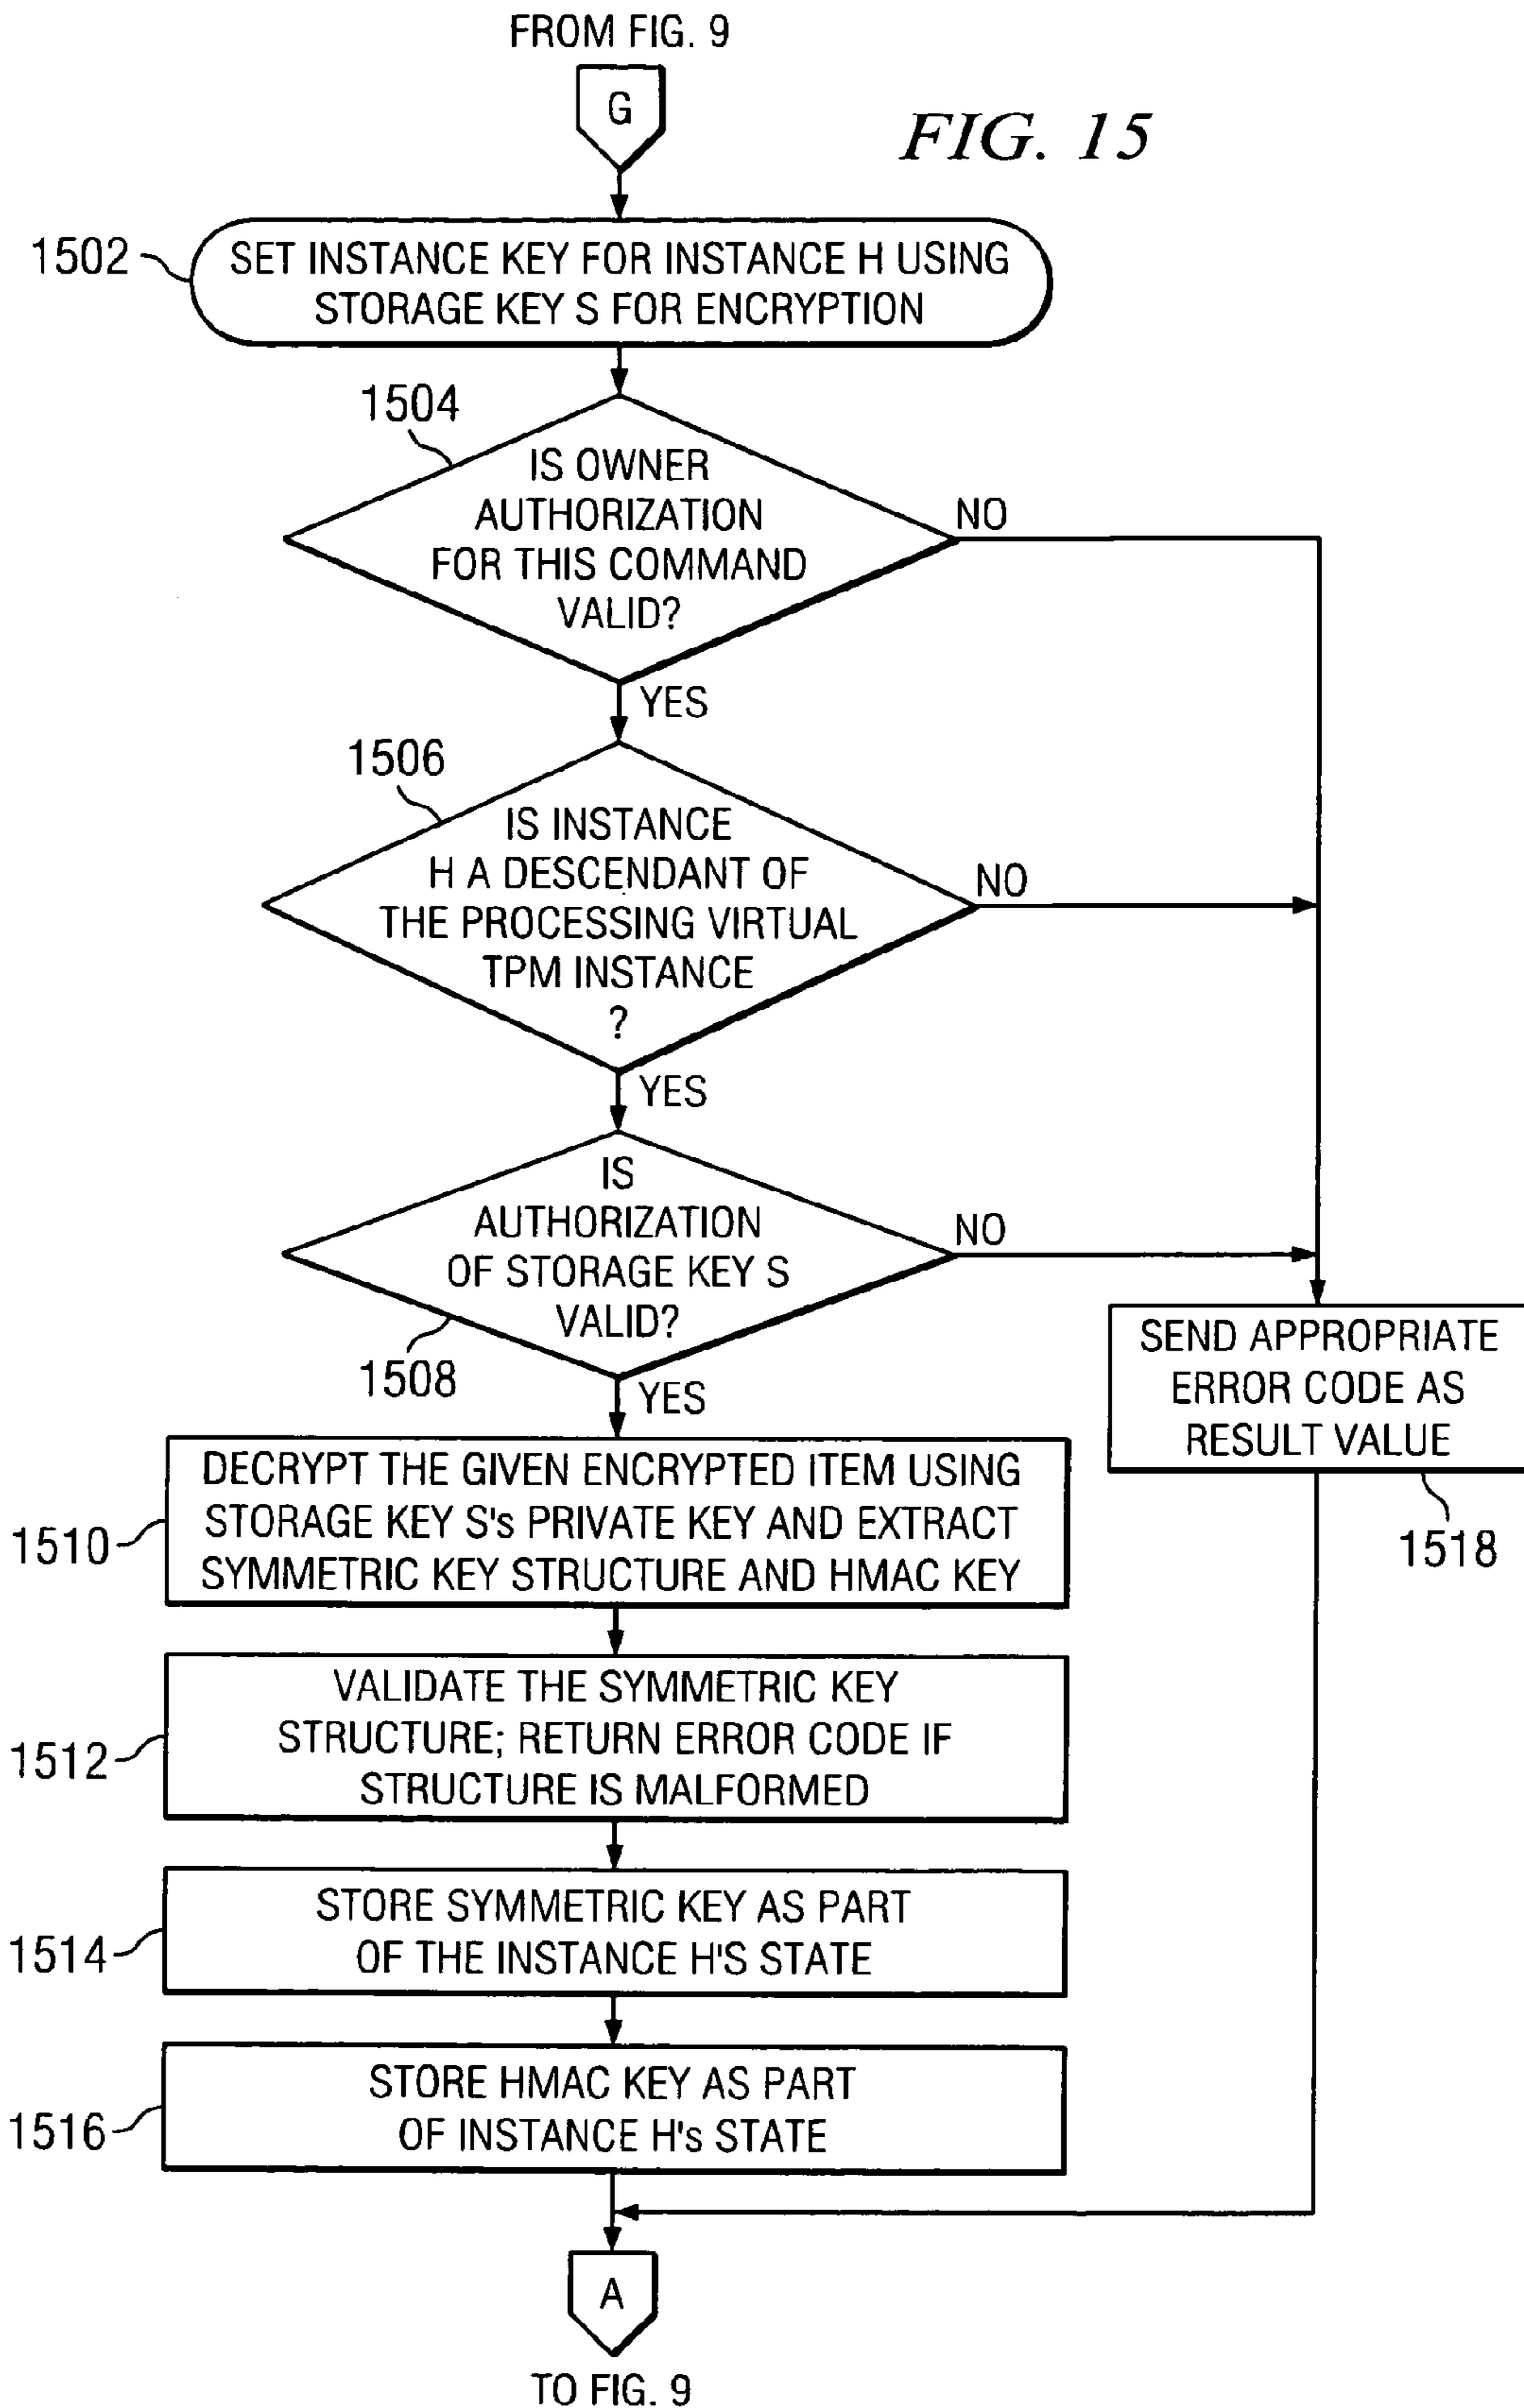 FROM FIG. 9
G
FIG. 15
1502
SET INSTANCE KEY FOR INSTANCE H USING
STORAGE KEY S FOR ENCRYPTION
1504
IS OWNER
AUTHORIZATION
FOR THIS COMMAND
VALID?
NO
YES
1506
IS INSTANCE
H A DESCENDANT OF
THE PROCESSING VIRTUAL
TPM INSTANCE
?
NO
YES
IS
AUTHORIZATION
OF STORAGE KEY S
VALID?
NO
1508
YES
SEND APPROPRIATE
ERROR CODE AS
RESULT VALUE
1518
1510
DECRYPT THE GIVEN ENCRYPTED ITEM USING
STORAGE KEY S's PRIVATE KEY AND EXTRACT
SYMMETRIC KEY STRUCTURE AND HMAC KEY
1512
VALIDATE THE SYMMETRIC KEY
STRUCTURE; RETURN ERROR CODE IF
STRUCTURE IS MALFORMED
1514
STORE SYMMETRIC KEY AS PART
OF THE INSTANCE H'S STATE
1516
STORE HMAC KEY AS PART
OF INSTANCE H's STATE
A
TO FIG. 9